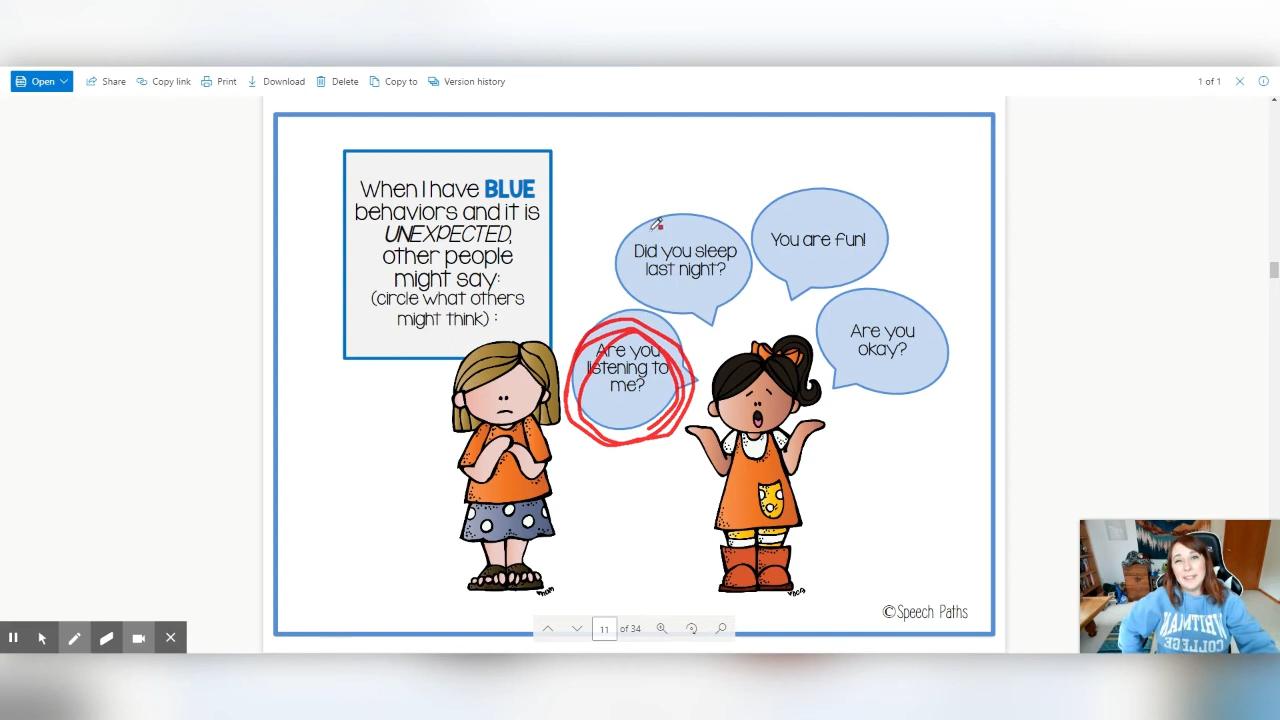 Open
Share
Copy link
Print
Download
Delete
Copy to
Version history
1 of 1
When I have BLUE
behaviors and it is
UNEXPECTED,
other people
might say:
(circle what others
might think) :
Did you sleep
last night?
You are fun!
Are you
listening to
me?
Are you
okay?
©Speech Paths
11 of 34
WHITMAN
COLLEGE